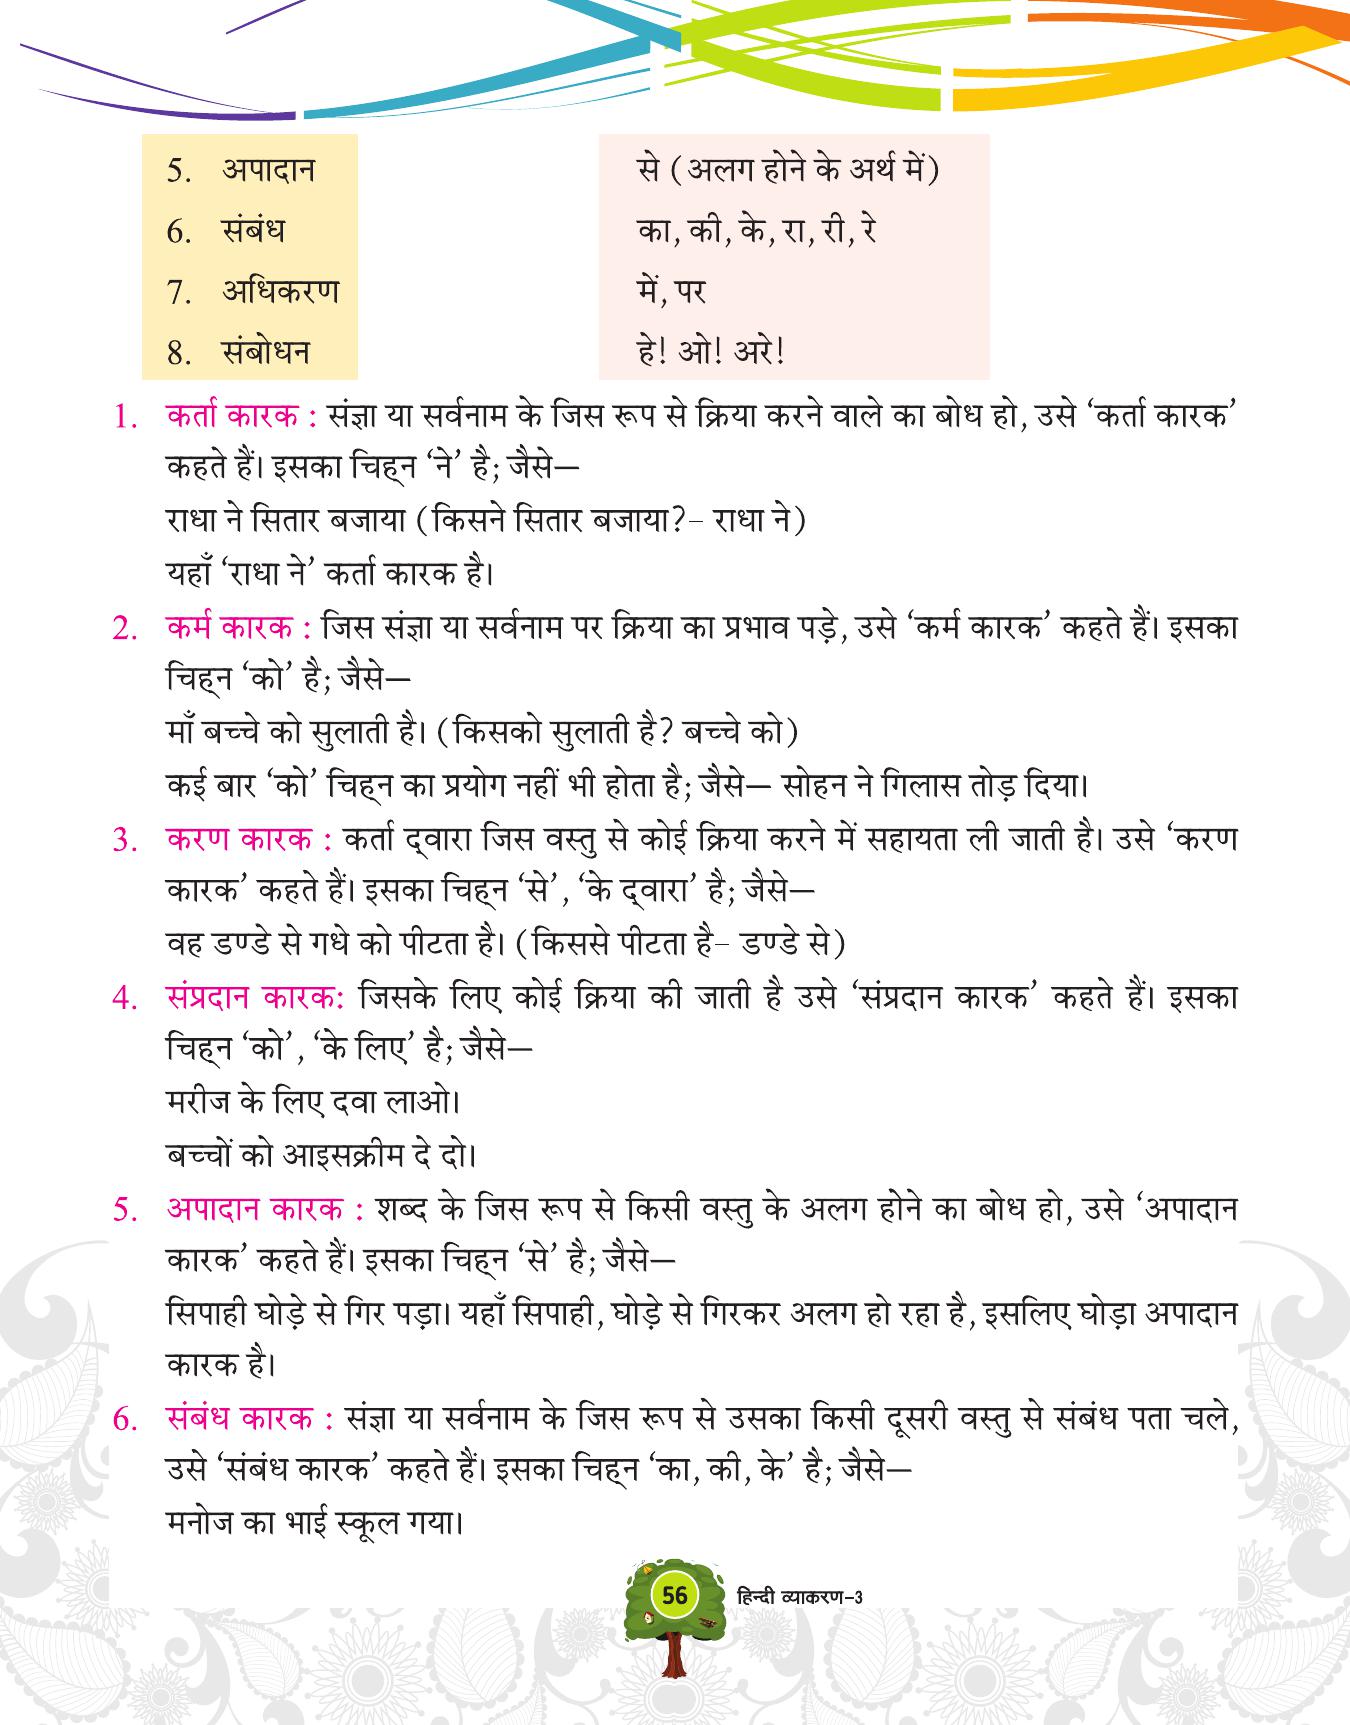 5. अपादान से (अलग होने के अर्थ में)
6. संबंध का, की, के, रा, री, रे
7. अधिकरण में, पर
8. संबोधन हे! ओ! अरे!
1. कर्ता कारक : संज्ञा या सर्वनाम के जिस रूप से क्रिया करने वाले का बोध हो, उसे ‘कर्ता कारक’
कहते हैं। इसका चिह्न ‘ने’ है; जैसे—
राधा ने सितार बजाया (किसने सितार बजाया?– राधा ने)
यहाँ ‘राधा ने’ कर्ता कारक है।
2. कर्म कारक : जिस संज्ञा या सर्वनाम पर क्रिया का प्रभाव पड़े, उसे ‘कर्म कारक’ कहते हैं। इसका
चिह्न ‘को’ है; जैसे—
माँ बच्चे को सुलाती है। (किसको सुलाती है? बच्चे को)
कई बार ‘को’ चिह्न का प्रयोग नहीं भी होता है; जैसे— सोहन ने गिलास तोड़ दिया।
3. करण कारक : कर्ता द्वारा जिस वस्तु से कोई क्रिया करने में सहायता ली जाती है। उसे ‘करण
कारक’ कहते हैं। इसका चिह्न ‘से’, ‘के द्वारा’ है; जैसे—
वह डण्डे से गधे को पीटता है। (किससे पीटता है– डण्डे से)
4. संप्रदान कारक: जिसके लिए कोई क्रिया की जाती है उसे ‘संप्रदान कारक’ कहते हैं। इसका
चिह्न ‘को’, ‘के लिए’ है; जैसे—
मरीज के लिए दवा लाओ।
बच्चों को आइसक्रीम दे दो।
5. अपादान कारक : शब्द के जिस रूप से किसी वस्तु के अलग होने का बोध हो, उसे ‘अपादान
कारक’ कहते हैं। इसका चिह्न ‘से’ है; जैसे—
सिपाही घोड़े से गिर पड़ा। यहाँ सिपाही, घोड़े से गिरकर अलग हो रहा है, इसलिए घोड़ा अपादान
कारक है।
6. संबंध कारक : संज्ञा या सर्वनाम के जिस रूप से उसका किसी दूसरी वस्तु से संबंध पता चले,
उसे ‘संबंध कारक’ कहते हैं। इसका चिह्न ‘का, की, के’ है; जैसे—
मनोज का भाई स्कूल गया।
56 हिन्दी व्याकरण–3